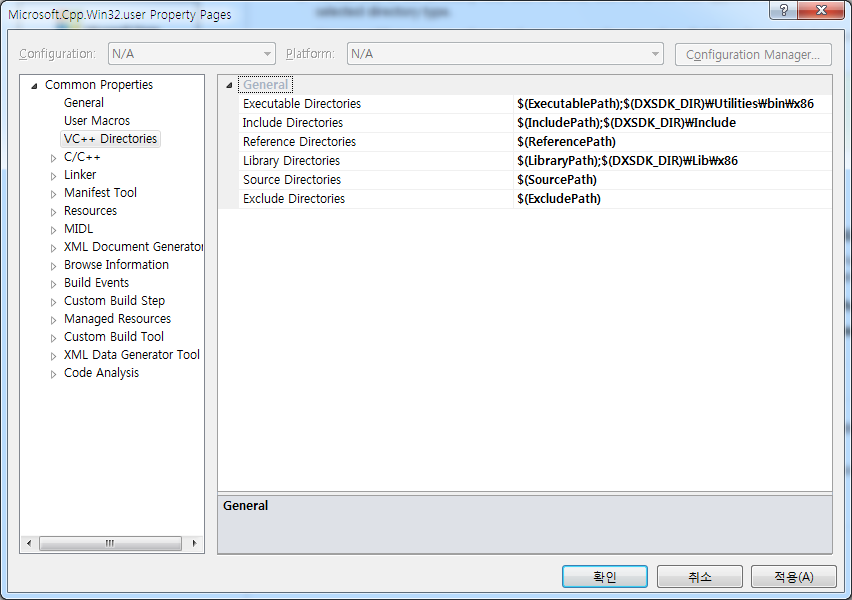 selected directory type.
Microsoft.Cpp.Win32.user Property Pages
Configuration: N/A Platform: N/A Configuration Manager...
Common Properties
General
User Macros
VC++ Directories
C/C++
Linker
Manifest Tool
Resources
MIDL
XML Document Generator
Browse Information
Build Events
Custom Build Step
Managed Resources
Custom Build Tool
XML Data Generator Tool
Code Analysis
General
Executable Directories $(ExecutablePath);$(DXSDK_DIR)₩Utilities₩bin₩x86
Include Directories $(IncludePath);$(DXSDK_DIR)₩Include
Reference Directories $(ReferencePath)
Library Directories $(LibraryPath);$(DXSDK_DIR)₩Lib₩x86
Source Directories $(SourcePath)
Exclude Directories $(ExcludePath)
General
확인 취소 적용(A)